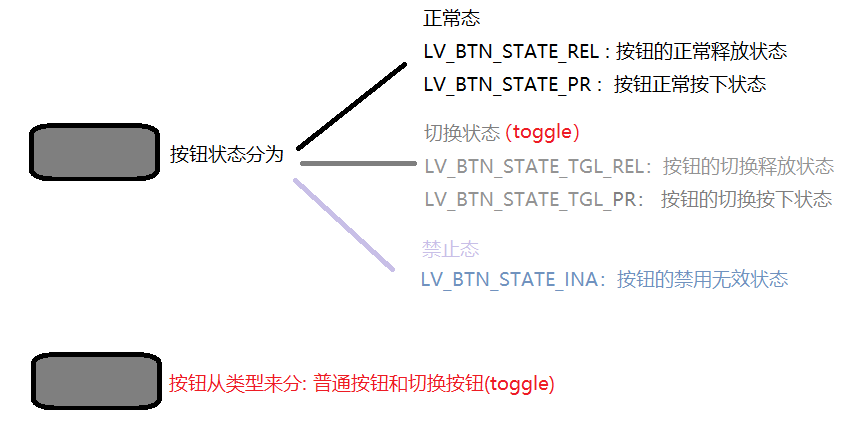 正常态
LV_BTN_STATE_REL : 按钮的正常释放状态
LV_BTN_STATE_PR : 按钮正常按下状态
按钮状态分为
切换状态 (toggle)
LV_BTN_STATE_TGL_REL: 按钮的切换释放状态
LV_BTN_STATE_TGL_PR: 按钮的切换按下状态
禁止态
LV_BTN_STATE_INA: 按钮的禁用无效状态
按钮从类型来分: 普通按钮和切换按钮(toggle)